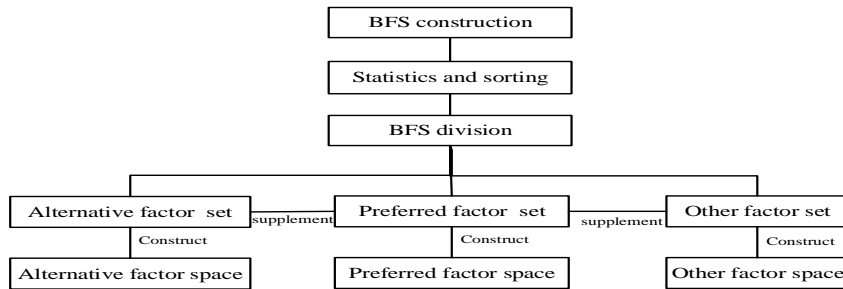 BFS construction
Statistics and sorting
BFS division
Alternative factor set
supplement
Preferred factor set
supplement
Other factor set
Construct
Construct
Construct
Alternative factor space
Preferred factor space
Other factor space